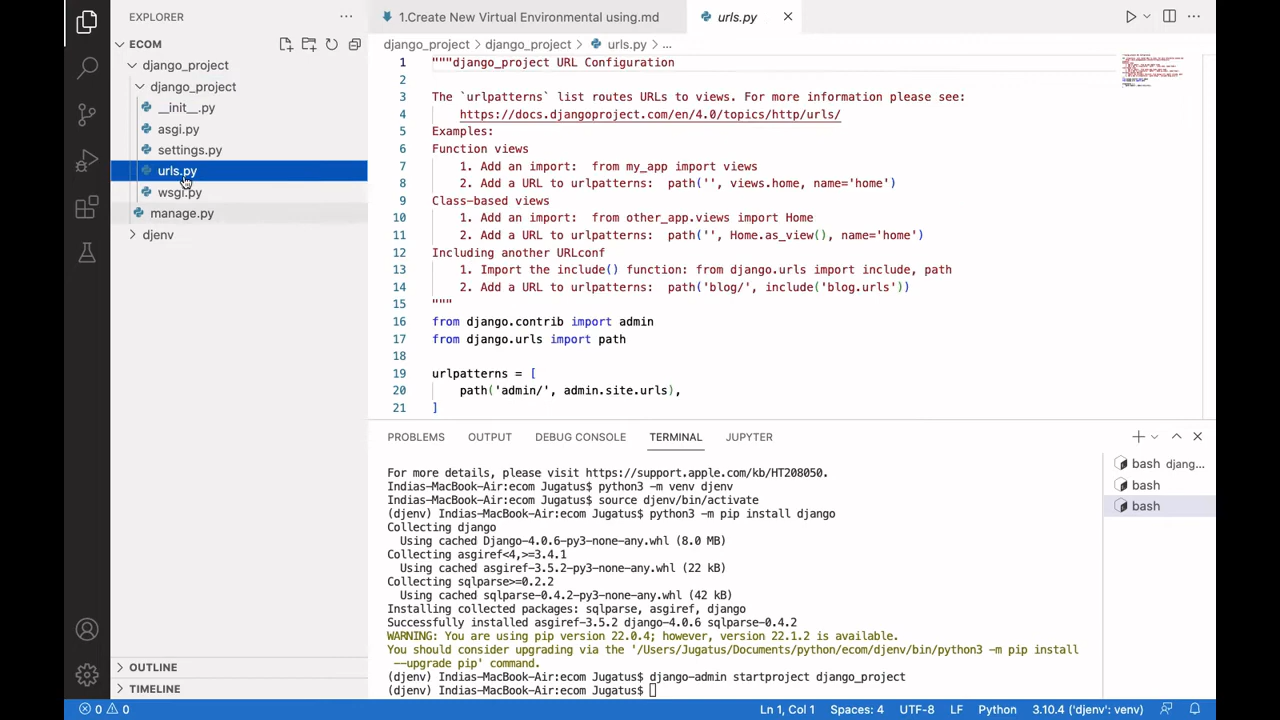 EXPLORER
ECOM
django_project
django_project
__init__.py
asgi.py
settings.py
urls.py
wsgi.py
manage.py
djenv
OUTLINE
TIMELINE
1.Create New Virtual Environmental using.md
urls.py
django_project > django_project > urls.py > ...
1 """django_project URL Configuration
2
3 The `urlpatterns` list routes URLs to views. For more information please see:
4 https://docs.djangoproject.com/en/4.0/topics/http/urls/
5 Examples:
6 Function views
7 1. Add an import:  from my_app import views
8 2. Add a URL to urlpatterns:  path('', views.home, name='home')
9 Class-based views
10 1. Add an import:  from other_app.views import Home
11 2. Add a URL to urlpatterns:  path('', Home.as_view(), name='home')
12 Including another URLconf
13 1. Import the include() function: from django.urls import include, path
14 2. Add a URL to urlpatterns:  path('blog/', include('blog.urls'))
15 """
16 from django.contrib import admin
17 from django.urls import path
18
19 urlpatterns = [
20 path('admin/', admin.site.urls),
21 ]
PROBLEMS OUTPUT DEBUG CONSOLE TERMINAL JUPYTER
For more details, please visit https://support.apple.com/kb/HT208050.
Indias-MacBook-Air:ecom Jugatus$ python3 -m venv djenv
Indias-MacBook-Air:ecom Jugatus$ source djenv/bin/activate
(djenv) Indias-MacBook-Air:ecom Jugatus$ python3 -m pip install django
Collecting django
Using cached Django-4.0.6-py3-none-any.whl (8.0 MB)
Collecting asgiref<4,>=3.4.1
Using cached asgiref-3.5.2-py3-none-any.whl (22 kB)
Collecting sqlparse>=0.2.2
Using cached sqlparse-0.4.2-py3-none-any.whl (42 kB)
Installing collected packages: sqlparse, asgiref, django
Successfully installed asgiref-3.5.2 django-4.0.6 sqlparse-0.4.2
WARNING: You are using pip version 22.0.4; however, version 22.1.2 is available.
You should consider upgrading via the '/Users/Jugatus/Documents/python/ecom/djenv/bin/python3 -m pip install
--upgrade pip' command.
(djenv) Indias-MacBook-Air:ecom Jugatus$ django-admin startproject django_project
(djenv) Indias-MacBook-Air:ecom Jugatus$
bash djang...
bash
bash
0 0 Ln 1, Col 1 Spaces: 4 UTF-8 LF Python 3.10.4 ('djenv': venv)